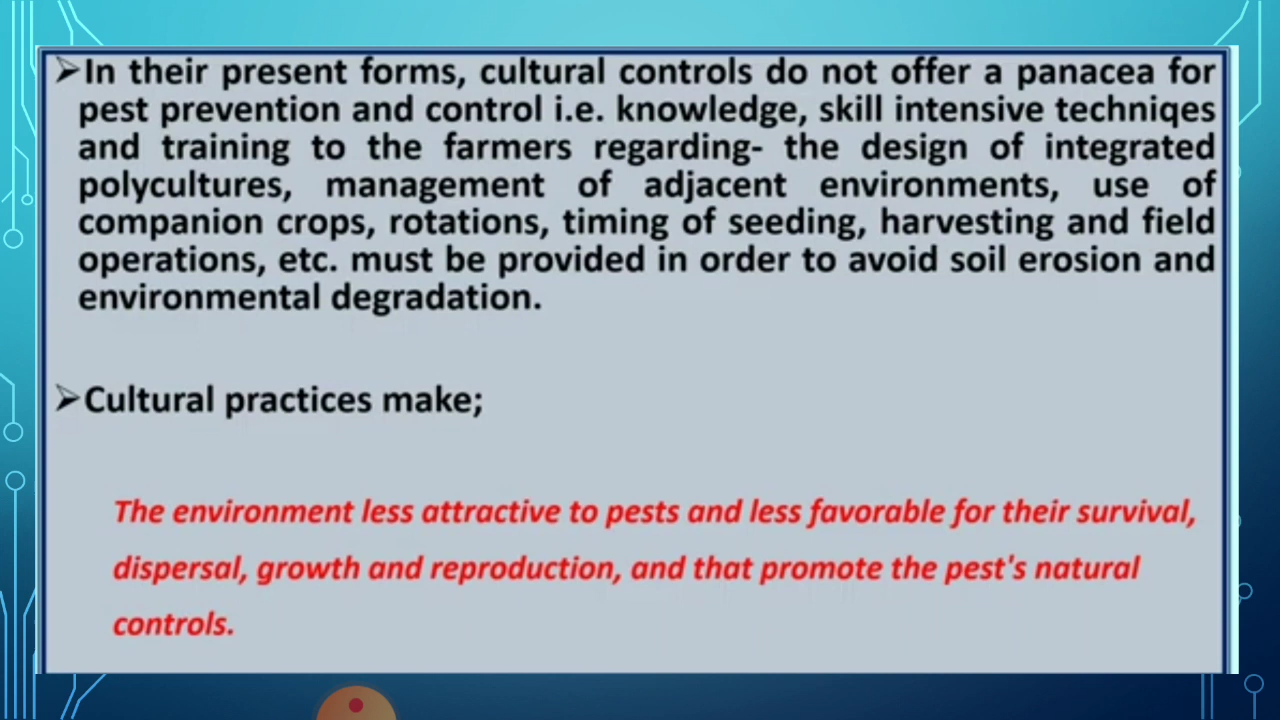 ➢In their present forms, cultural controls do not offer a panacea for
pest prevention and control i.e. knowledge, skill intensive techniqes
and training to the farmers regarding- the design of integrated
polycultures, management of adjacent environments, use of
companion crops, rotations, timing of seeding, harvesting and field
operations, etc. must be provided in order to avoid soil erosion and
environmental degradation.
➢Cultural practices make;
The environment less attractive to pests and less favorable for their survival,
dispersal, growth and reproduction, and that promote the pest's natural
controls.